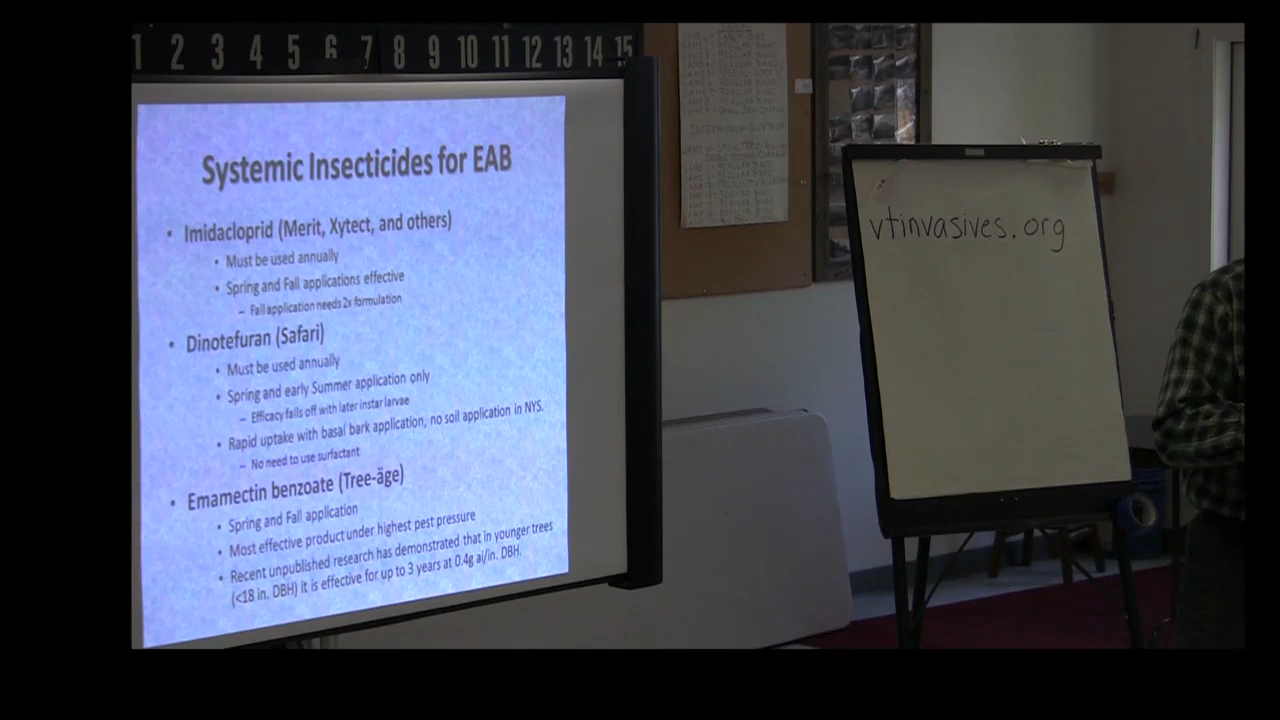 1 2 3 4 5 6 7 8 9 10 11 12 13 14 15
Systemic Insecticides for EAB
• Imidacloprid (Merit, Xytect, and others)
• Must be used annually
• Spring and Fall applications effective
– Fall application needs 2x formulation
• Dinotefuran (Safari)
• Must be used annually
• Spring and early Summer application only
– Efficacy falls off with later instar larvae
• Rapid uptake with basal bark application, no soil application in NYS.
– No need to use surfactant
• Emamectin benzoate (Tree-äge)
• Spring and Fall application
• Most effective product under highest pest pressure
• Recent unpublished research has demonstrated that in younger trees
(<18 in. DBH) it is effective for up to 3 years at 0.4g ai/in. DBH.
vtinvasives.org